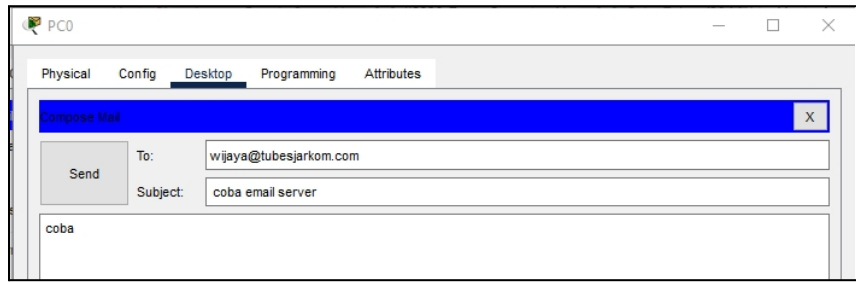 PC0
Physical Config Desktop Programming Attributes
Compose Mail
X
Send
To:
wijaya@tubesjarkom.com
Subject:
coba email server
coba